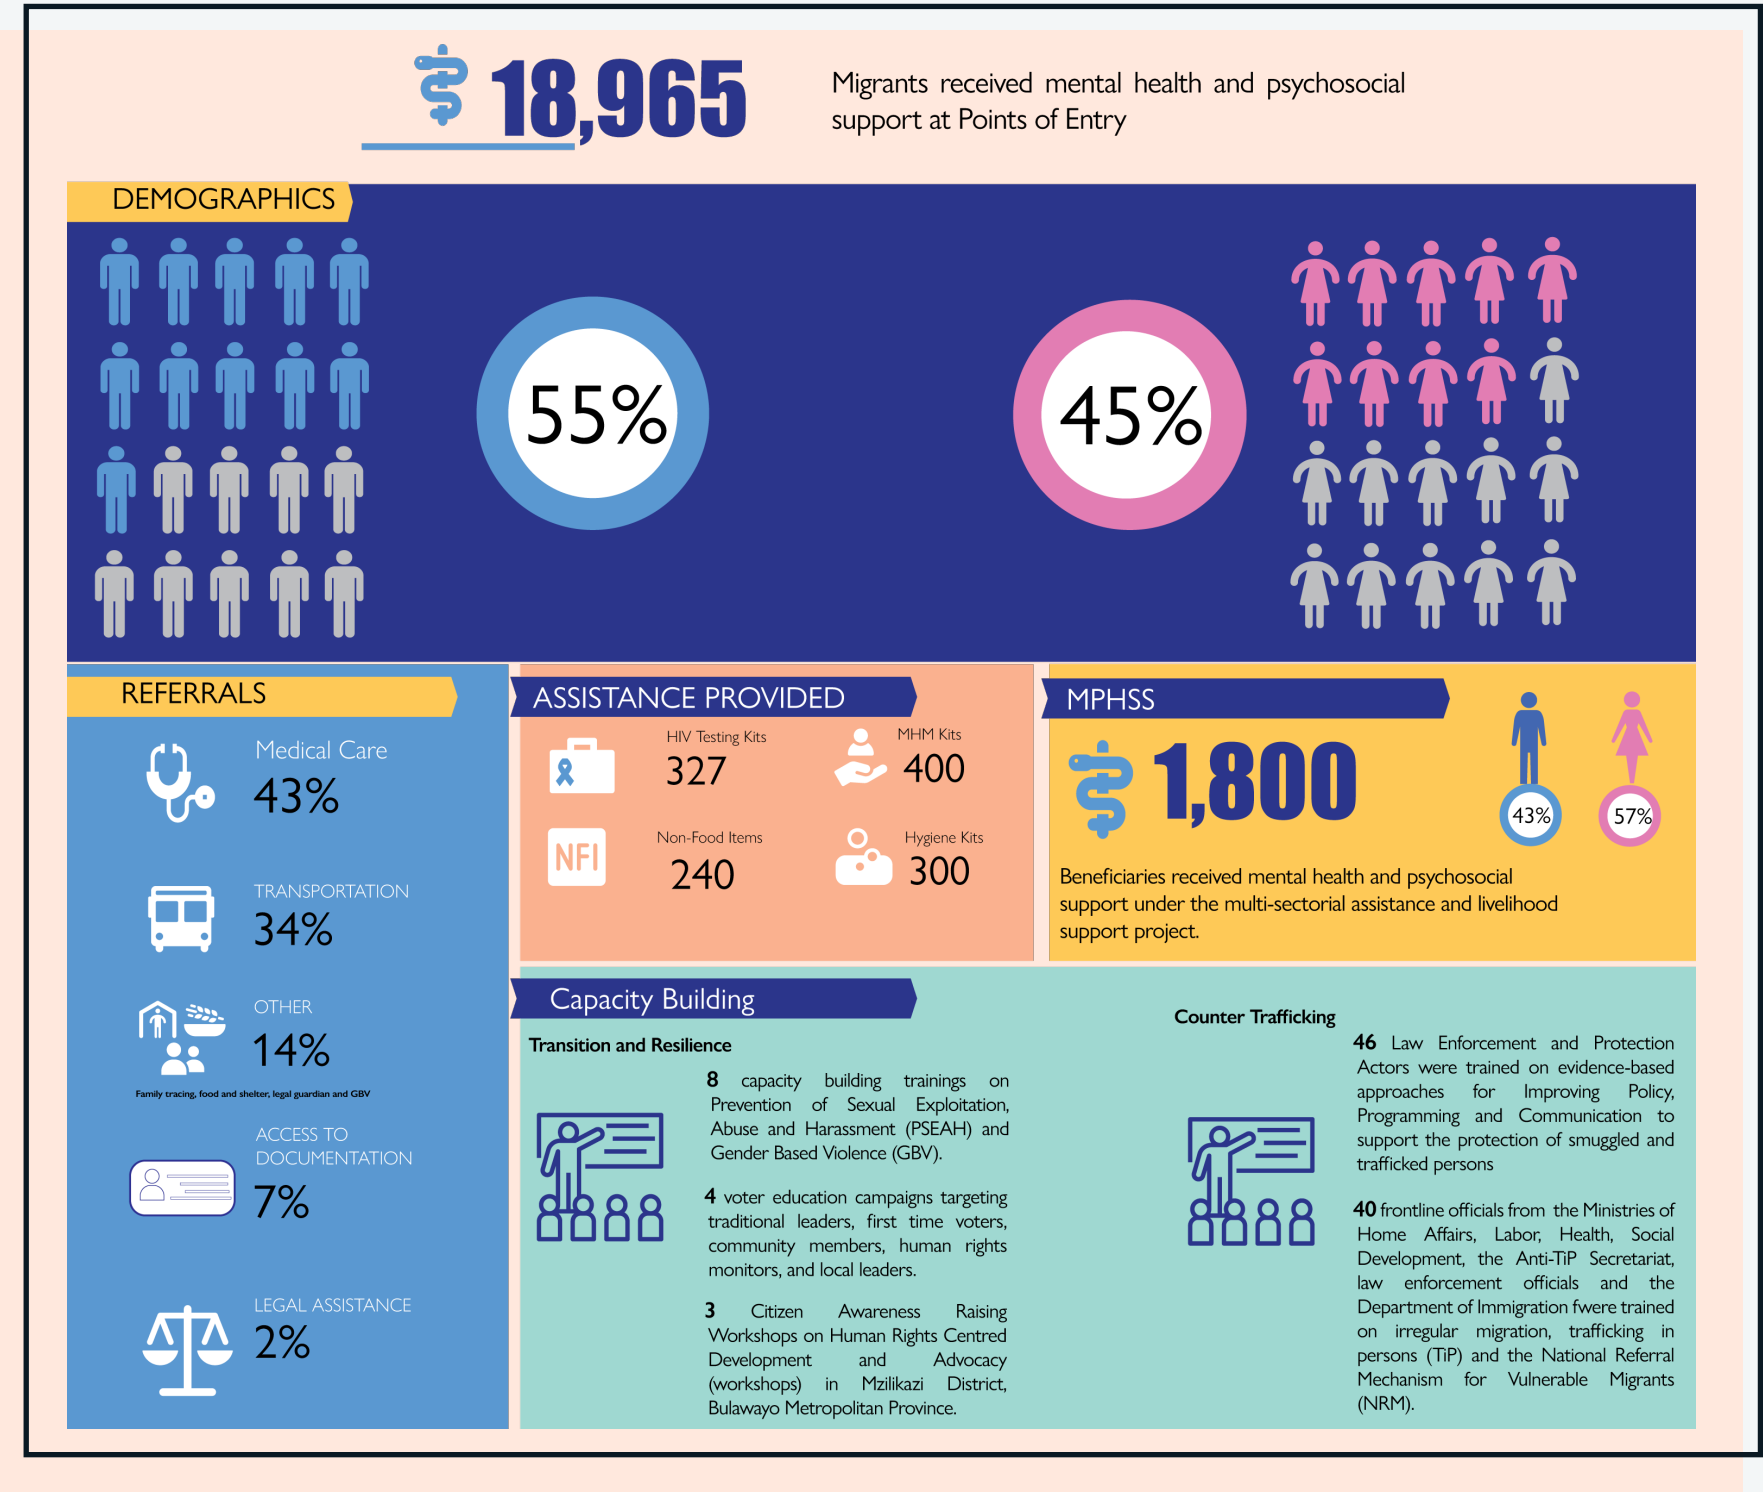 18,965
Migrants received mental health and psychosocial
support at Points of Entry
DEMOGRAPHICS
55%
45%
REFERRALS
Medical Care
43%
TRANSPORTATION
34%
OTHER
14%
Family tracing, food and shelter, legal guardian and GBV
ACCESS TO
DOCUMENTATION
7%
LEGAL ASSISTANCE
2%
ASSISTANCE PROVIDED
HIV Testing Kits
327
MHM Kits
400
NFI
Non-Food Items
240
Hygiene Kits
300
MPHSS
1,800
43%
57%
Beneficiaries received mental health and psychosocial
support under the multi-sectorial assistance and livelihood
support project.
Capacity Building
Transition and Resilience
8 capacity building trainings on
Prevention of Sexual Exploitation,
Abuse and Harassment (PSEAH) and
Gender Based Violence (GBV).
4 voter education campaigns targeting
traditional leaders, first time voters,
community members, human rights
monitors, and local leaders.
3 Citizen Awareness Raising
Workshops on Human Rights Centred
Development and Advocacy
(workshops) in Mzilikazi District,
Bulawayo Metropolitan Province.
Counter Trafficking
46 Law Enforcement and Protection
Actors were trained on evidence-based
approaches for Improving Policy,
Programming and Communication to
support the protection of smuggled and
trafficked persons
40 frontline officials from the Ministries of
Home Affairs, Labor, Health, Social
Development, the Anti-TiP Secretariat,
law enforcement officials and the
Department of Immigration fwere trained
on irregular migration, trafficking in
persons (TiP) and the National Referral
Mechanism for Vulnerable Migrants
(NRM).